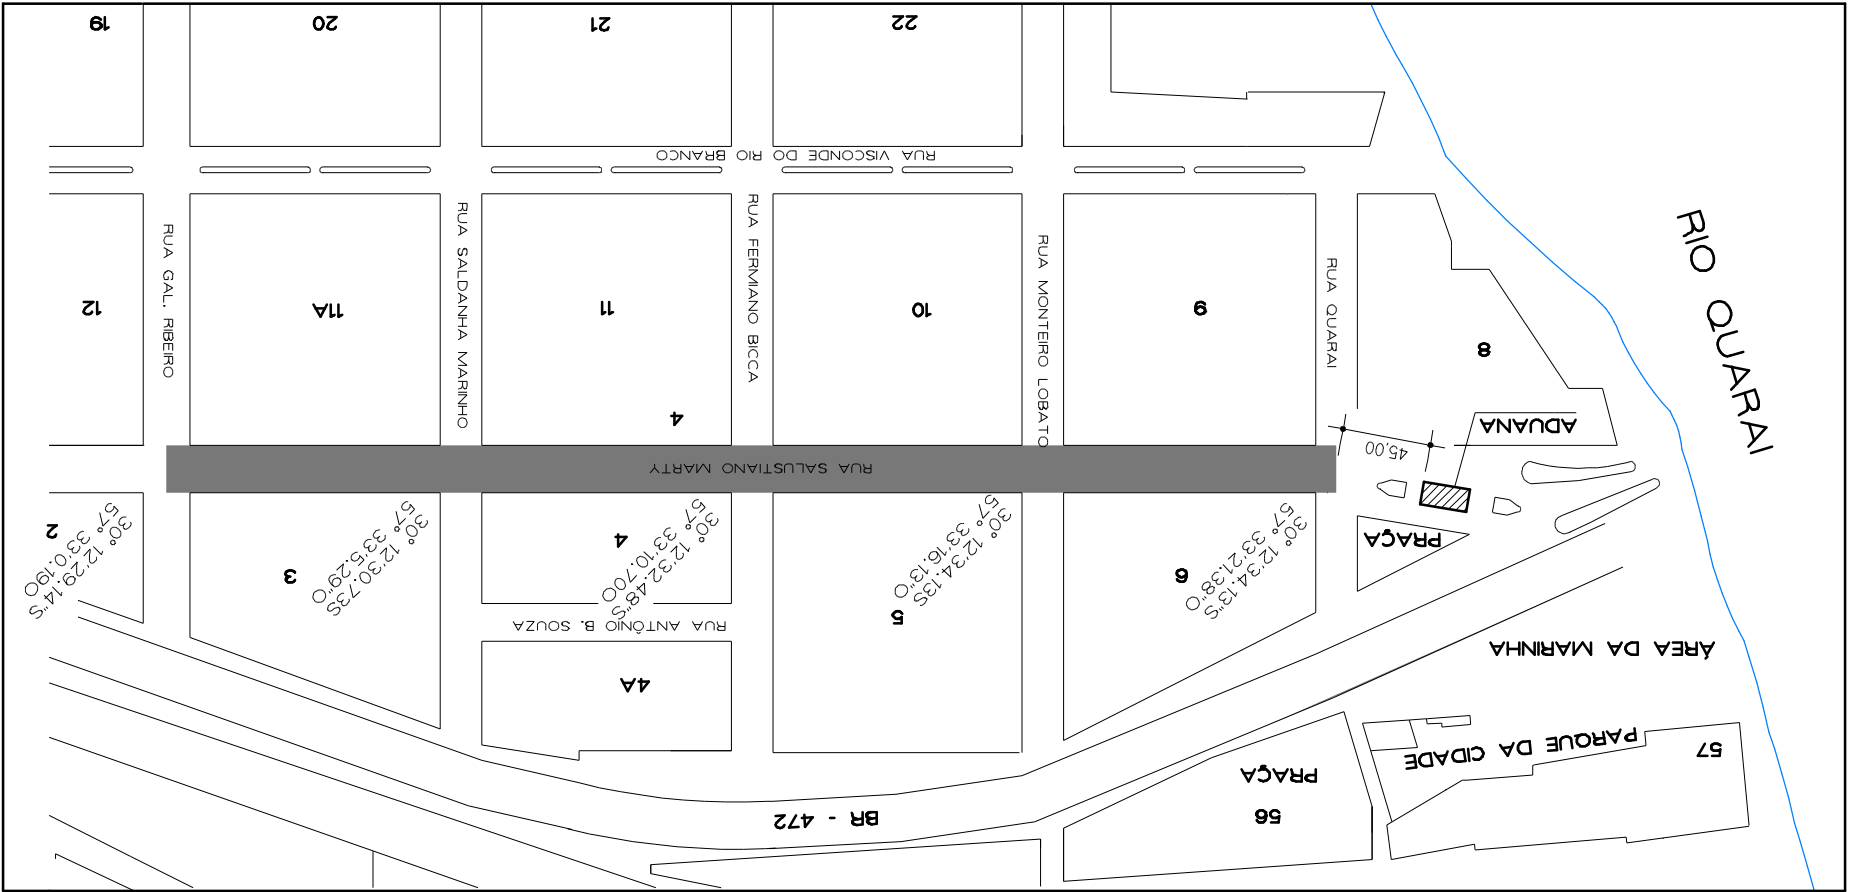 19
20
21
22
RUA VISCONDE DO RIO BRANCO
RUA GAL. RIBEIRO
RUA SALDANHA MARINHO
RUA FERMIANO BICCA
RUA MONTEIRO LOBATO
RUA QUARAI
RIO QUARAI
12
11A
11
10
9
8
4
ADUANA
45,00
RUA SALUSTIANO MARTY
2
30° 12'29.14"S
57° 33'0.19O
3
30° 12'30.73S
57° 33'5.29"O
4
30° 12'32.48"S
57° 33'10.70O
5
30° 12'34.13S
57° 33'16.13"O
6
30° 12'34.13"S
57° 33'21.38"O
PRAÇA
RUA ANTÔNIO B. SOUZA
4A
ÁREA DA MARINHA
PARQUE DA CIDADE
57
PRAÇA
56
BR - 472